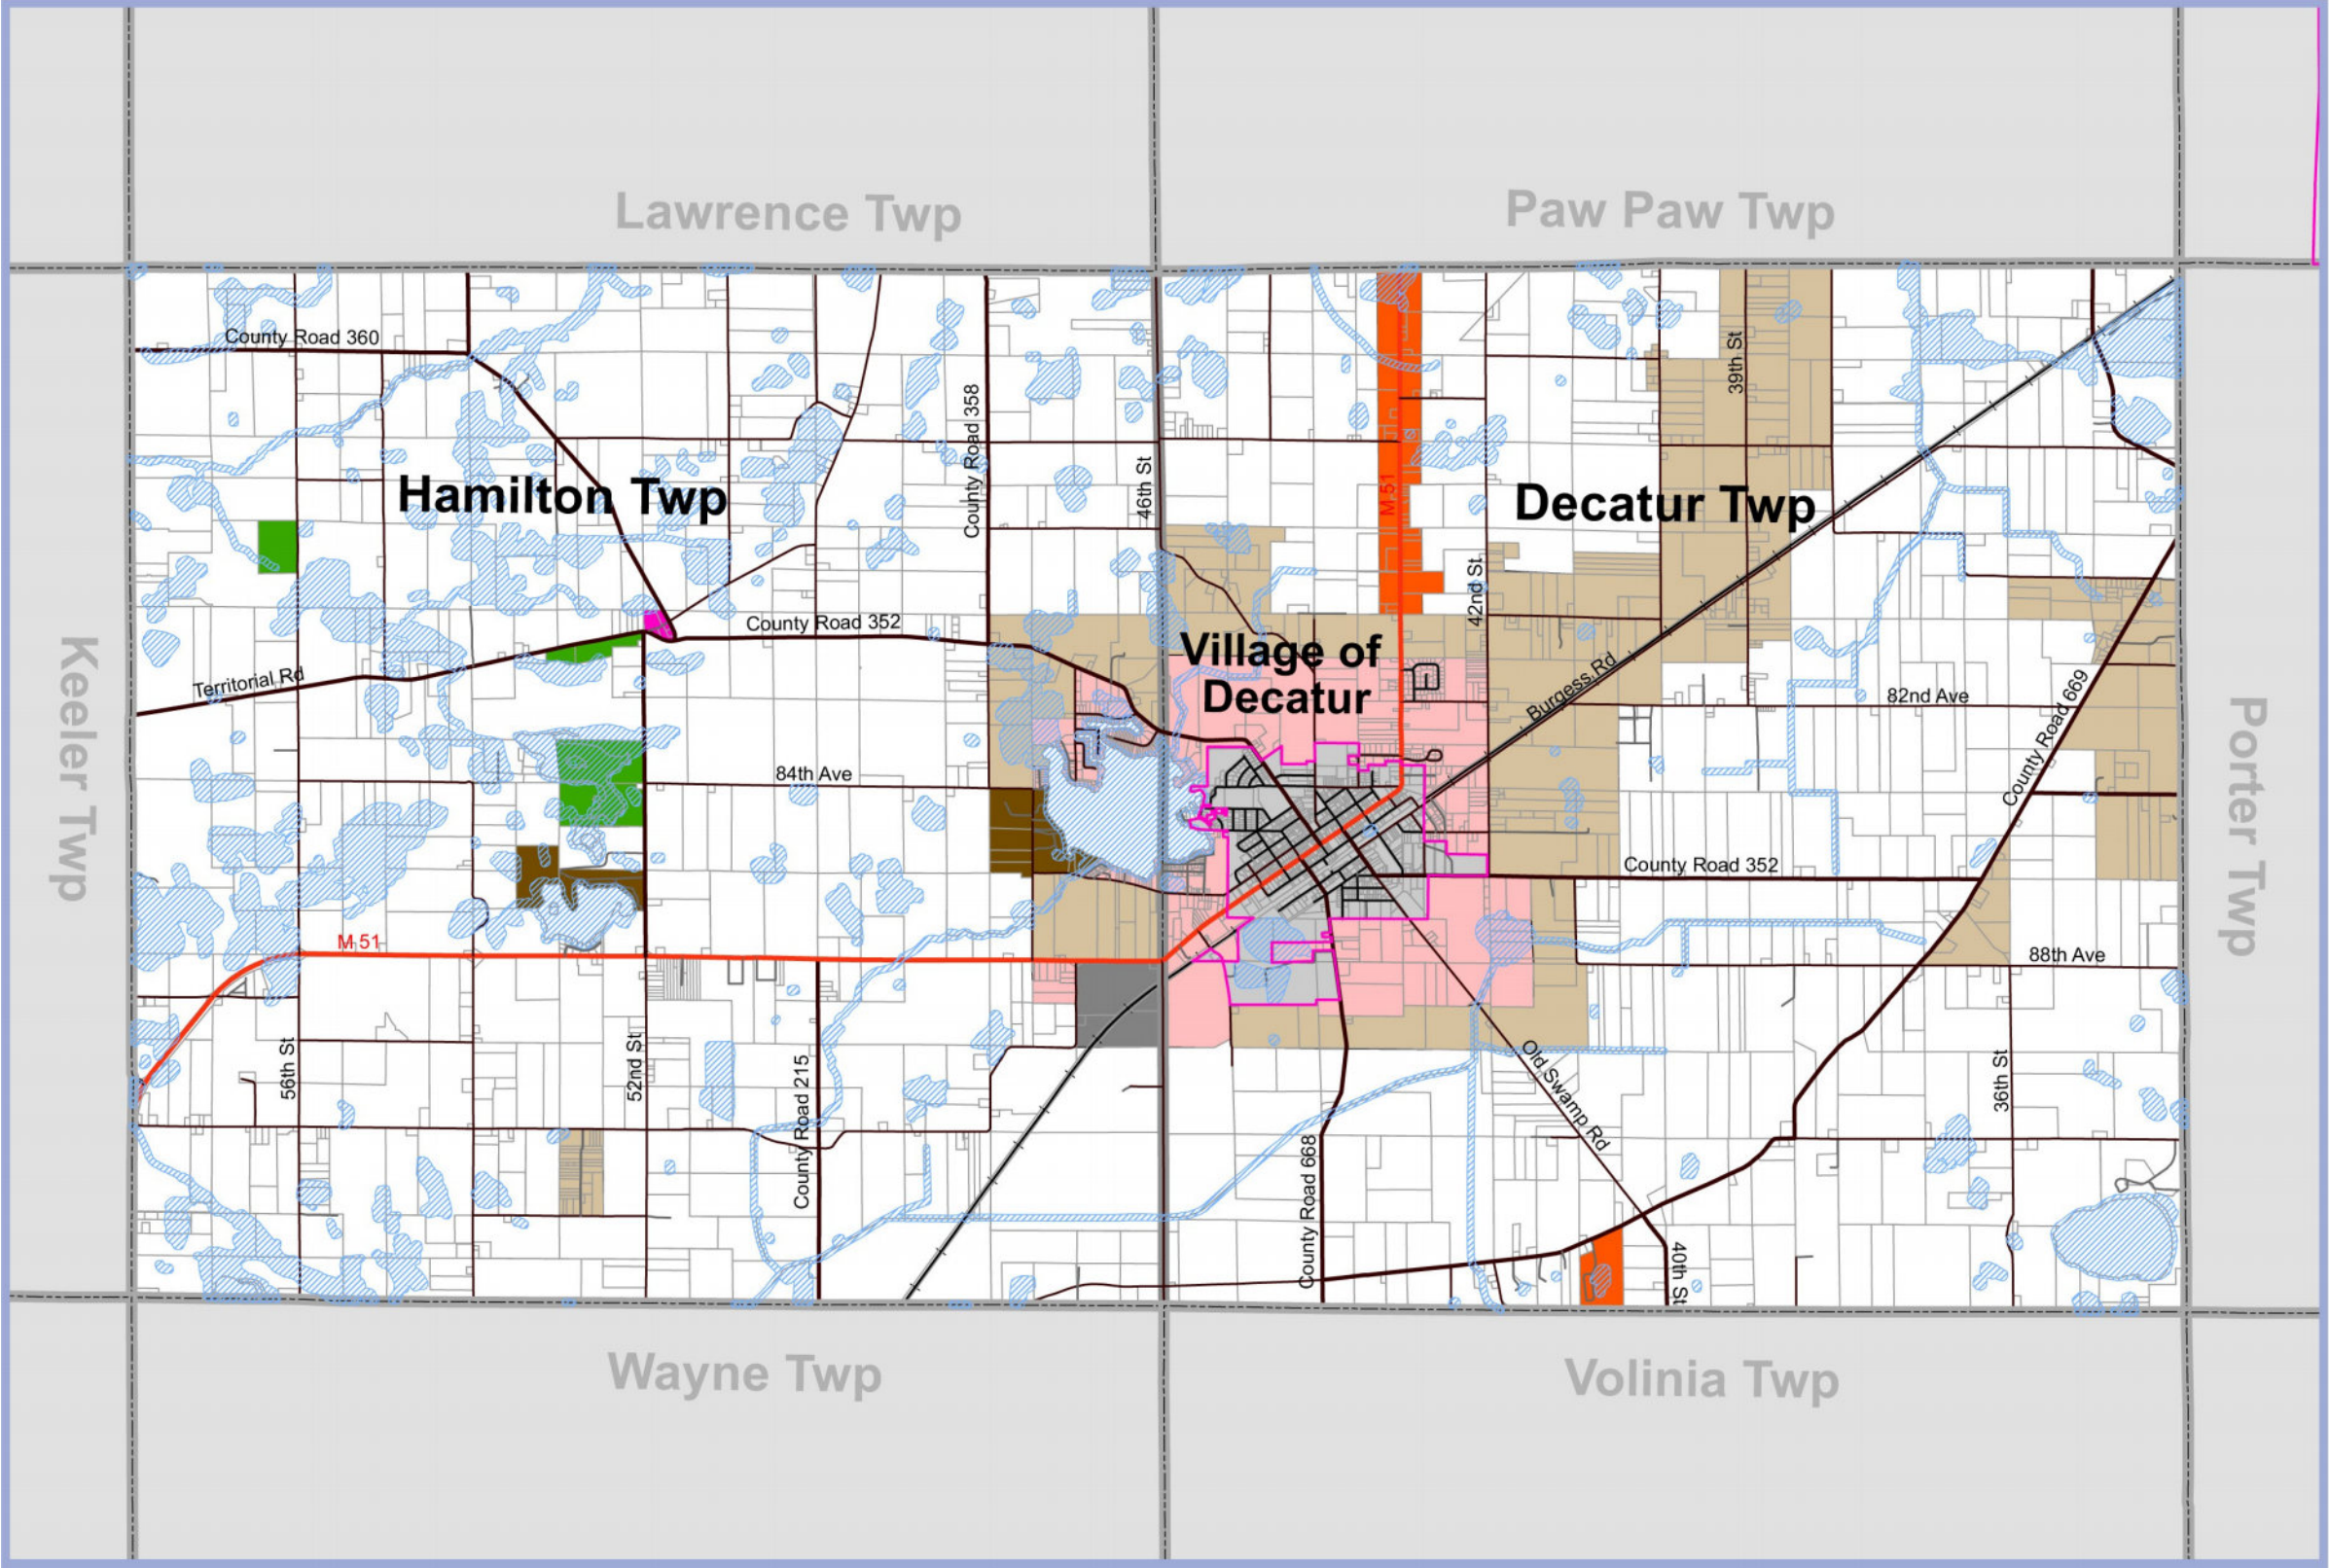 Lawrence Twp
Paw Paw Twp
County Road 360
39th St
County Road 358
46th St
M 51
Hamilton Twp
Decatur Twp
42nd St
County Road 352
Village of
Decatur
Keeler Twp
Territorial Rd
Burgess Rd
82nd Ave
County Road 669
Porter Twp
84th Ave
County Road 352
M 51
88th Ave
56th St
52nd St
County Road 215
Old Swamp Rd
36th St
County Road 668
40th St
Wayne Twp
Volinia Twp